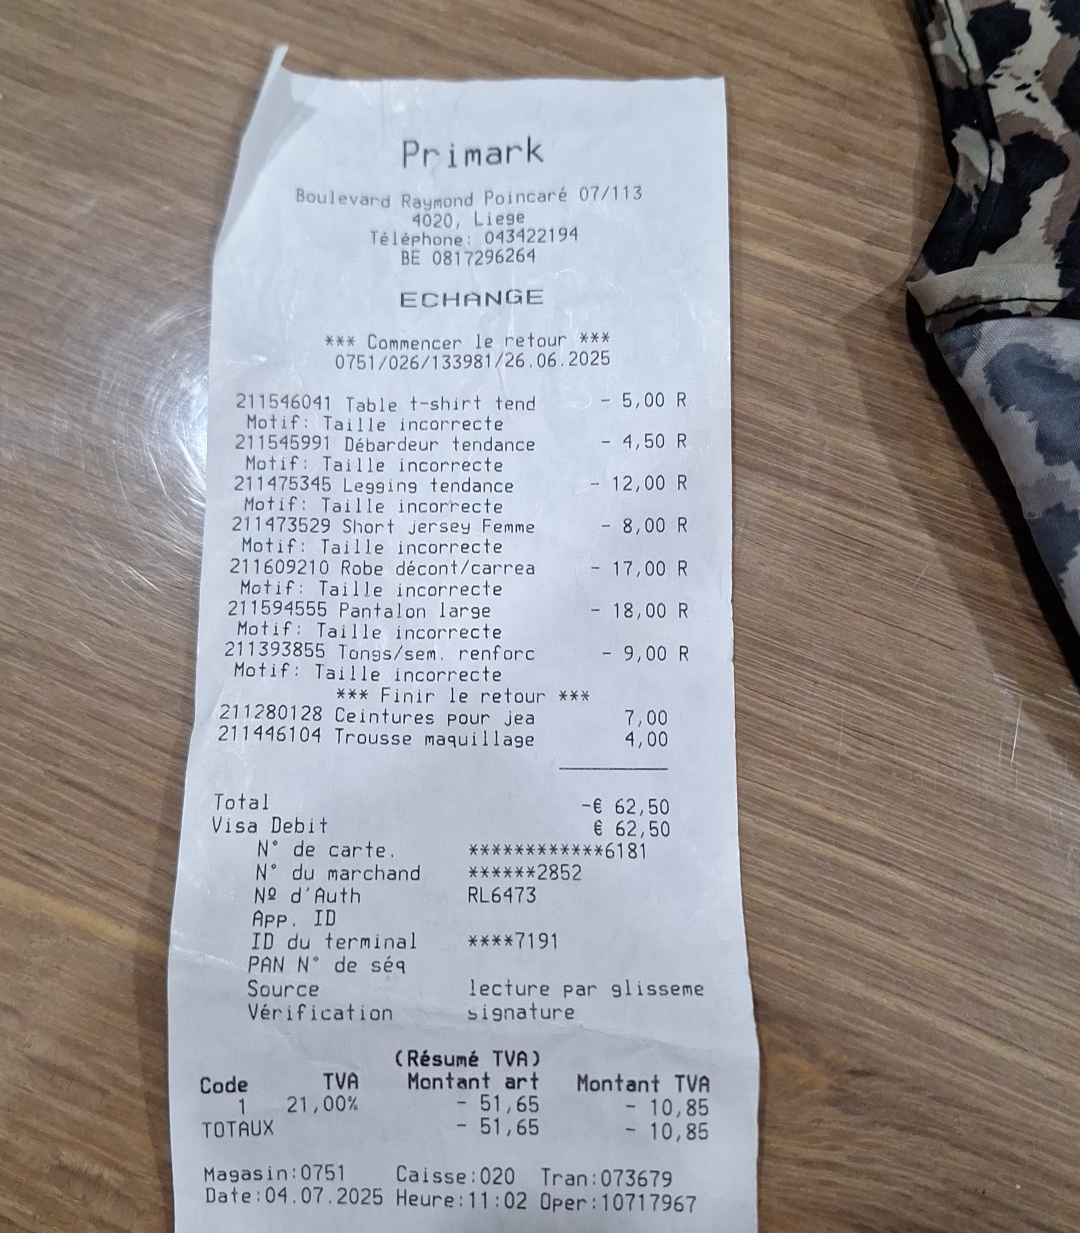 Primark
Boulevard Raymond Poincaré 07/113
4020, Liege
Téléphone: 043422194
BE 0817296264
ECHANGE
*** Commencer le retour ***
0751/026/133981/26.06.2025
211546041 Table t-shirt tend - 5,00 R
Motif: Taille incorrecte
211545991 Débardeur tendance - 4,50 R
Motif: Taille incorrecte
211475345 Legging tendance - 12,00 R
Motif: Taille incorrecte
211473529 Short jersey Femme - 8,00 R
Motif: Taille incorrecte
211609210 Robe décont/carrea - 17,00 R
Motif: Taille incorrecte
211594555 Pantalon large - 18,00 R
Motif: Taille incorrecte
211393855 Tongs/sem. renforc - 9,00 R
Motif: Taille incorrecte
*** Finir le retour ***
211280128 Ceintures pour jea 7,00
211446104 Trousse maquillage 4,00
Total -€ 62,50
Visa Debit € 62,50
N° de carte. ************6181
N° du marchand ******2852
Nº d'Auth RL6473
App. ID
ID du terminal ****7191
PAN N° de séq
Source lecture par glisseme
Vérification signature
(Résumé TVA)
Code TVA Montant art Montant TVA
1 21,00% - 51,65 - 10,85
TOTAUX - 51,65 - 10,85
Magasin:0751 Caisse:020 Tran:073679
Date:04.07.2025 Heure:11:02 Oper:10717967